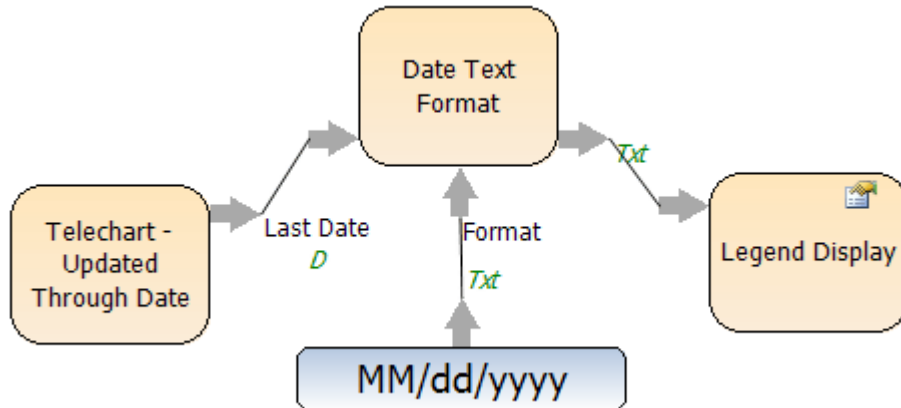 Date Text
Format
Txt
Telechart -
Updated
Through Date
Last Date
D
Format
Txt
Legend Display
MM/dd/yyyy